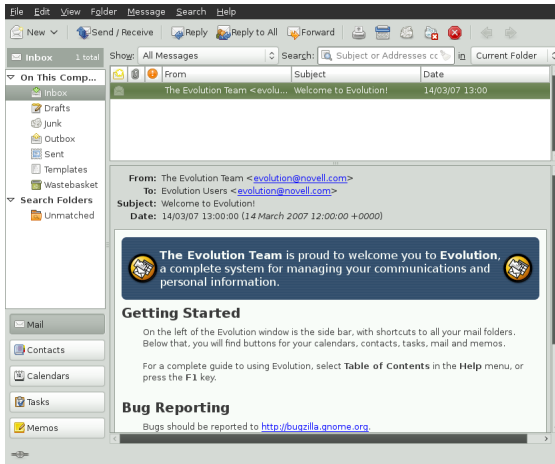 File Edit View Folder Message Search Help
New Send / Receive Reply Reply to All Forward
Inbox 1 total Show: All Messages Search: Subject or Addresses cc in Current Folder
On This Comp...
Inbox
Drafts
Junk
Outbox
Sent
Templates
Wastebasket
Search Folders
Unmatched
From Subject Date
The Evolution Team <evolu... Welcome to Evolution! 14/03/07 13:00
From: The Evolution Team <evolution@novell.com>
To: Evolution Users <evolution@novell.com>
Subject: Welcome to Evolution!
Date: 14/03/07 13:00:00 (14 March 2007 12:00:00 +0000)
The Evolution Team is proud to welcome you to Evolution,
a complete system for managing your communications and
personal information.
Getting Started
On the left of the Evolution window is the side bar, with shortcuts to all your mail folders.
Below that, you will find buttons for your calendars, contacts, tasks, mail and memos.
For a complete guide to using Evolution, select Table of Contents in the Help menu, or
press the F1 key.
Bug Reporting
Bugs should be reported to http://bugzilla.gnome.org.
Mail
Contacts
Calendars
Tasks
Memos